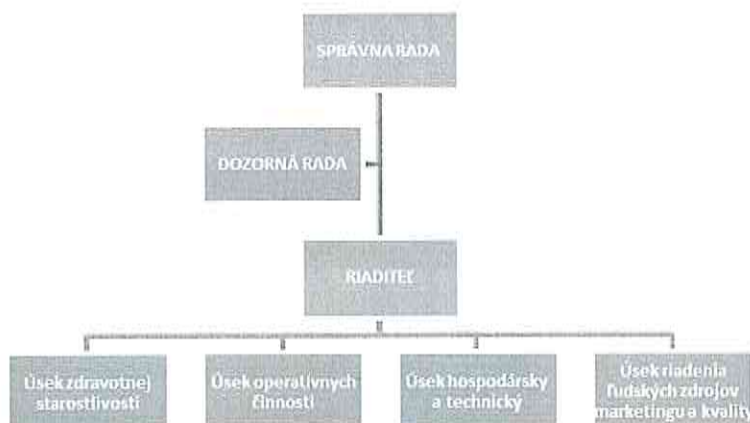 SPRÁVNA RADA
DOZORNÁ RADA
RIADITEĽ
Úsek zdravotnej
starostlivosti
Úsek operatívnych
činností
Úsek hospodársky
a technický
Úsek riadenia
ľudských zdrojov
marketingu a kvality